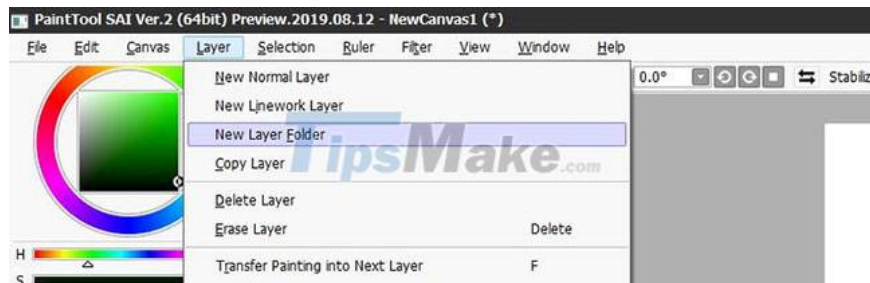 PaintTool SAI Ver.2 (64bit) Preview.2019.08.12 - NewCanvas1 (*)
File Edit Canvas Layer Selection Ruler Filter View Window Help
New Normal Layer
0.0° Stabiliz
New Linework Layer
New Layer Folder
TipsMake.com
Copy Layer
Delete Layer
Erase Layer Delete
H
Transfer Painting into Next Layer F
S